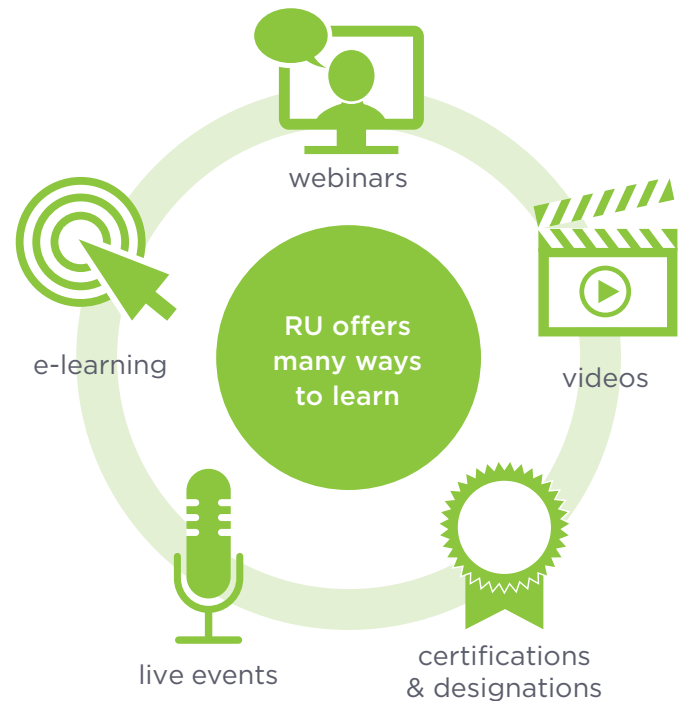 webinars
RU offers
many ways
to learn
e-learning
videos
live events
certifications
& designations